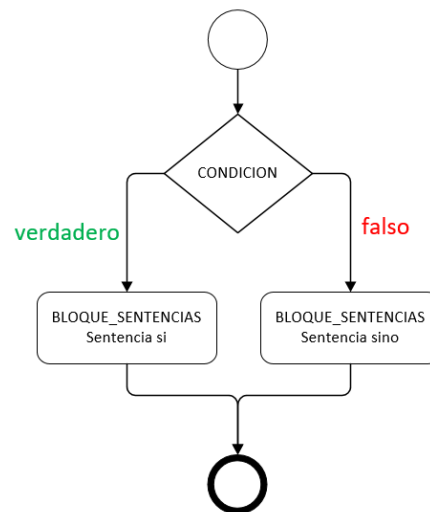 CONDICION
verdadero
falso
BLOQUE_SENTENCIAS
Sentencia si
BLOQUE_SENTENCIAS
Sentencia sino